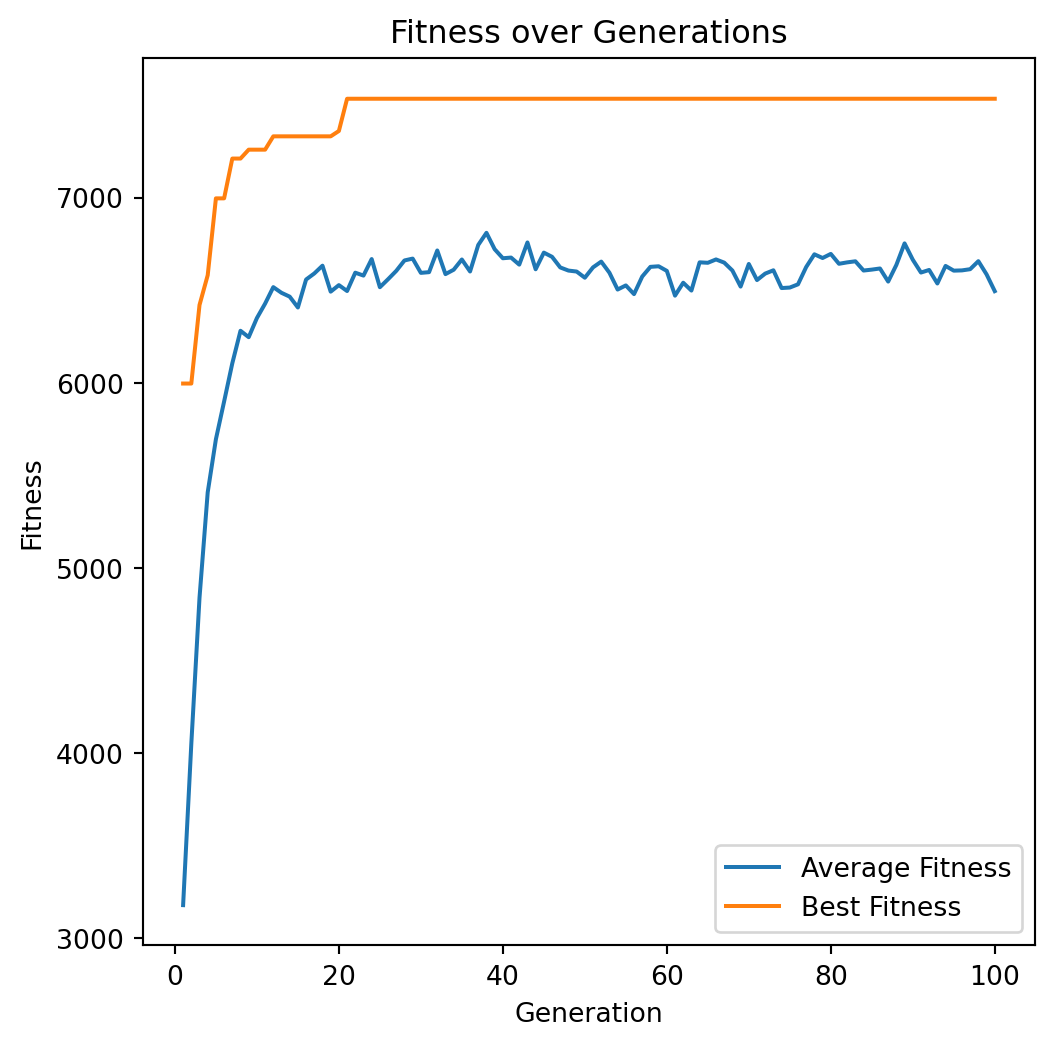 Fitness over Generations
Fitness
7000
6000
5000
4000
3000
0 20 40 60 80 100
Generation
Average Fitness
Best Fitness